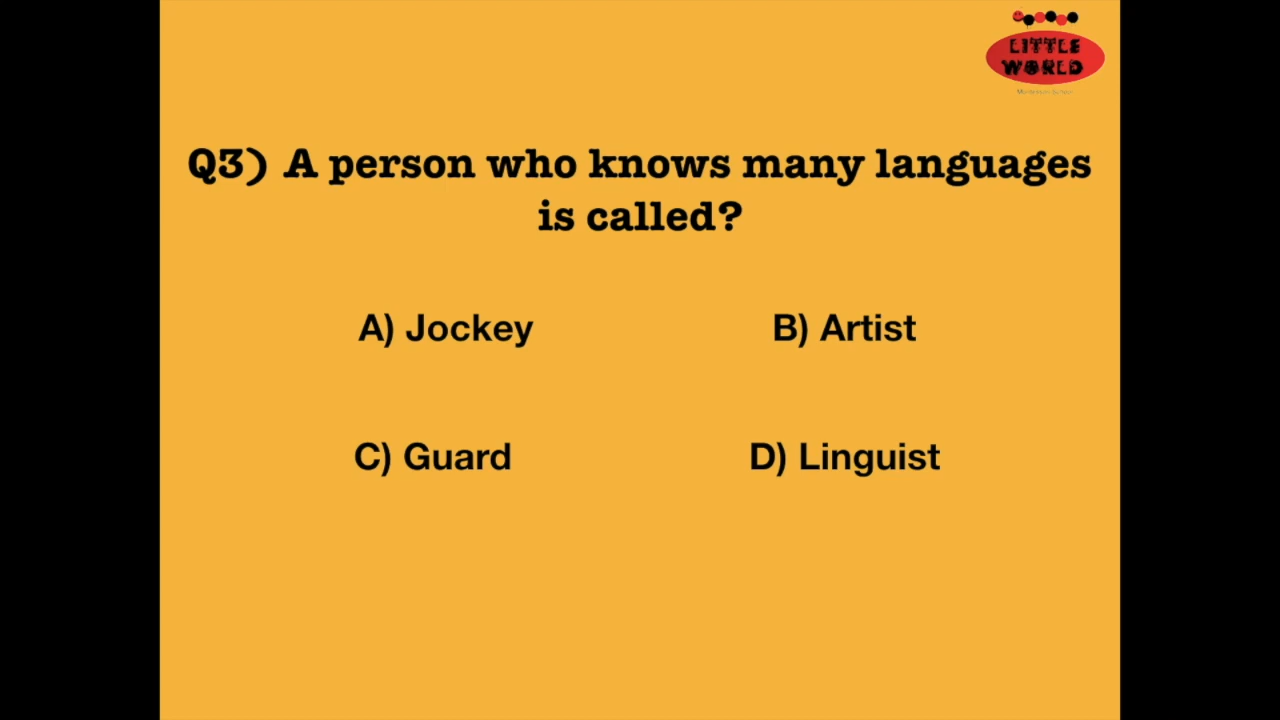 LITTLE
WORLD
Q3) A person who knows many languages
is called?
A) Jockey
B) Artist
C) Guard
D) Linguist